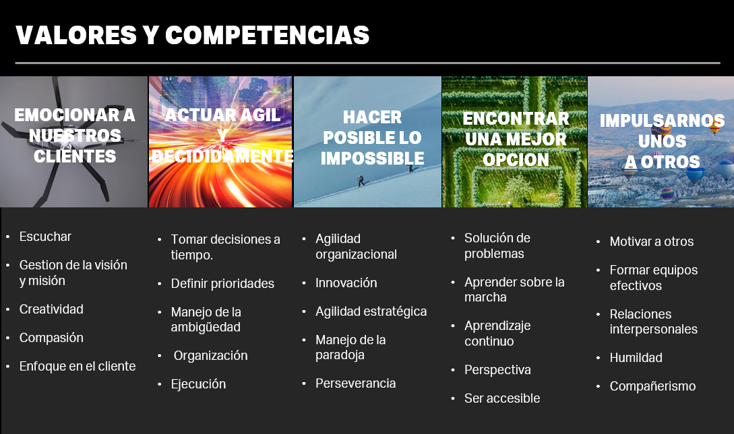 VALORES Y COMPETENCIAS
EMOCIONAR A
NUESTROS
CLIENTES
ACTUAR AGIL
Y
DECIDIDAMENTE
HACER
POSIBLE LO
IMPOSSIBLE
ENCONTRAR
UNA MEJOR
OPCION
IMPULSARNOS
UNOS
A OTROS
• Escuchar
• Gestion de la visión
y misión
• Creatividad
• Compasión
• Enfoque en el cliente
• Tomar decisiones a
tiempo.
• Definir prioridades
• Manejo de la
ambigüedad
• Organización
• Ejecución
• Agilidad
organizacional
• Innovación
• Agilidad estratégica
• Manejo de la
paradoja
• Perseverancia
• Solución de
problemas
• Aprender sobre la
marcha
• Aprendizaje
continuo
• Perspectiva
• Ser accesible
• Motivar a otros
• Formar equipos
efectivos
• Relaciones
interpersonales
• Humildad
• Compañerismo